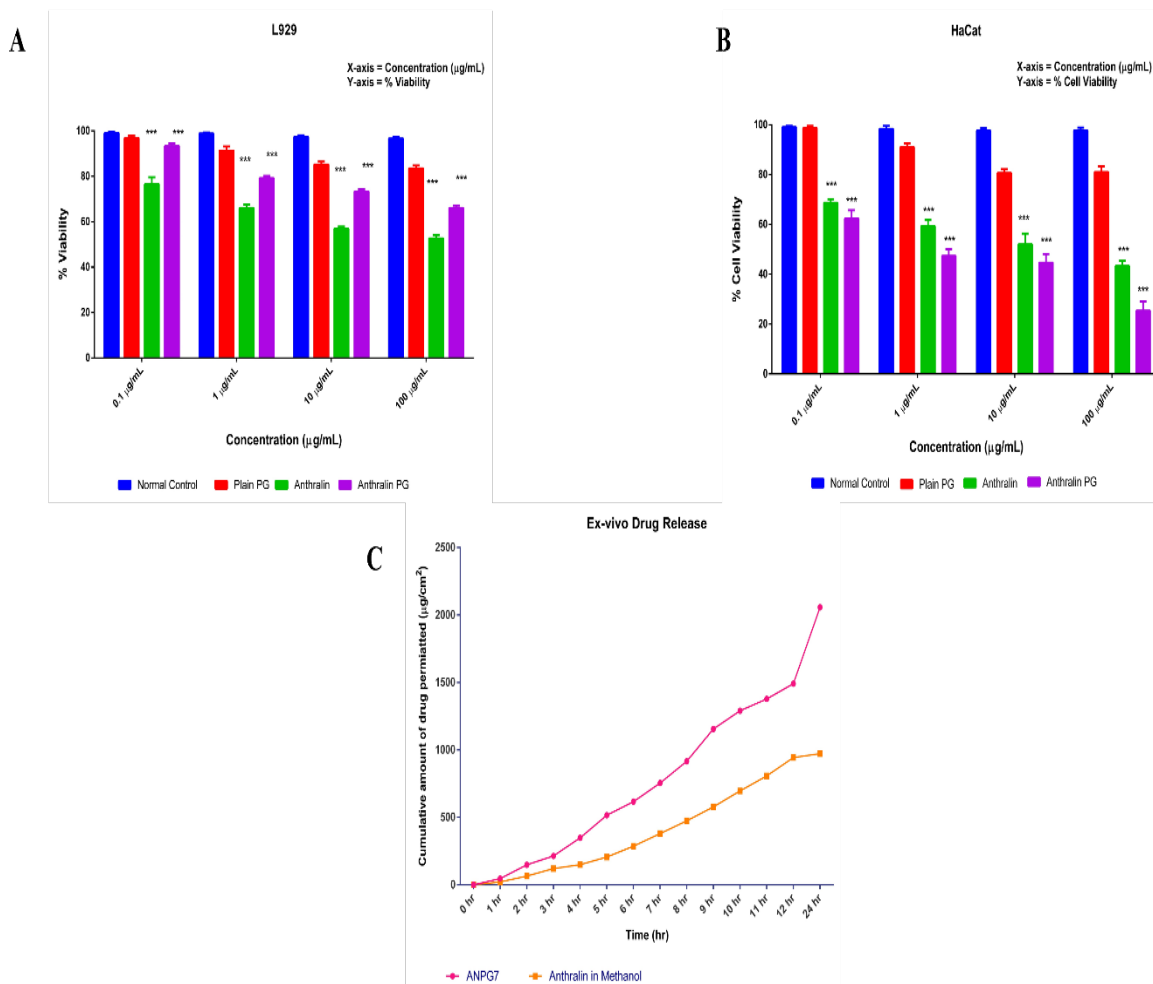 A
L929
X-axis = Concentration (µg/mL)
Y-axis = % Viability
*** *** *** *** *** *** *** ***
100
80
60
40
20
0
% Viability
0.1 µg/mL 1 µg/mL 10 µg/mL 100 µg/mL
Concentration (µg/mL)
Normal Control Plain PG Anthralin Anthralin PG
B
HaCat
X-axis = Concentration (µg/mL)
Y-axis = % Cell Viability
*** *** *** *** *** *** *** ***
100
80
60
40
20
0
% Cell Viability
0.1 µg/mL 1 µg/mL 10 µg/mL 100 µg/mL
Concentration (µg/mL)
Normal Control Plain PG Anthralin Anthralin PG
C
Ex-vivo Drug Release
Cumulative amount of drug permiatted (µg/cm²)
2500
2000
1500
1000
500
0
0 hr 1 hr 2 hr 3 hr 4 hr 5 hr 6 hr 7 hr 8 hr 9 hr 10 hr 11 hr 12 hr 24 hr
Time (hr)
ANPG7 Anthralin in Methanol